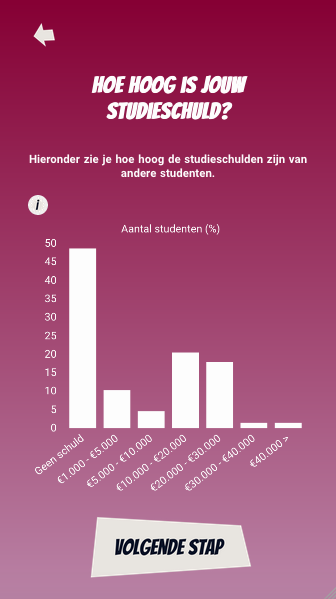 HOE HOOG IS JOUW
STUDIESCHULD?
Hieronder zie je hoe hoog de studieschulden zijn van
andere studenten.
i
Aantal studenten (%)
50
45
40
35
30
25
20
15
10
5
0
Geen schuld
€1.000 - €5.000
€5.000 - €10.000
€10.000 - €20.000
€20.000 - €30.000
€30.000 - €40.000
€40.000 >
VOLGENDE STAP